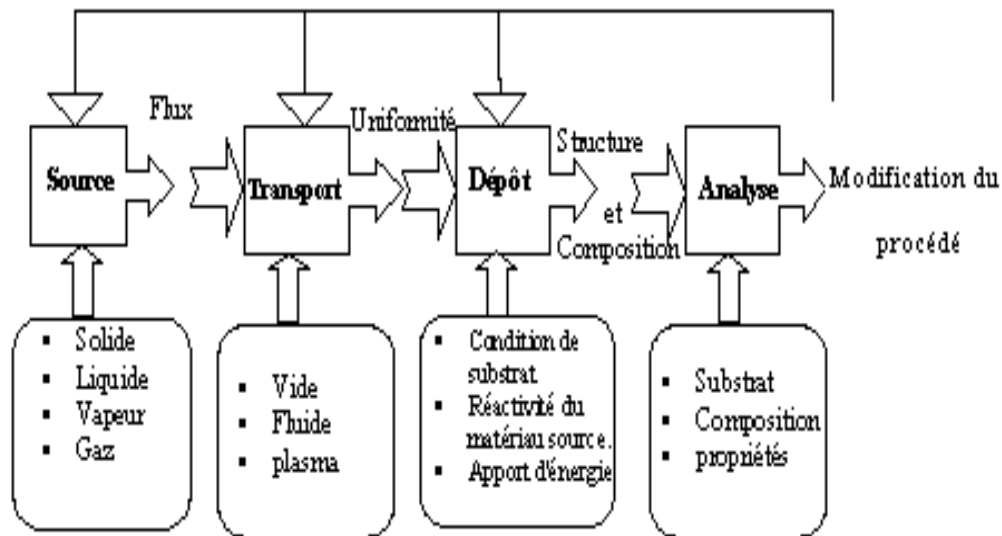 Flux
Uniformité
Source
Transport
Dépôt
Structure
et
Composition
Analyse
Modification du
procédé
▪ Solide
▪ Liquide
▪ Vapeur
▪ Gaz
▪ Vide
▪ Fluide
▪ plasma
▪ Condition de
substrat.
▪ Réactivité du
matériau source.
▪ Apport d'énergie
▪ Substrat
▪ Composition
▪ propriétés